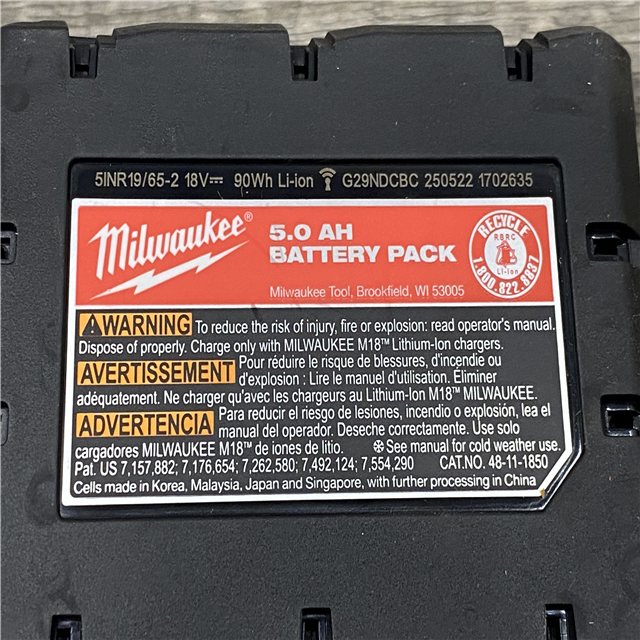 5INR19/65-2 18V⎓ 90Wh Li-ion G29NDCBC 250522 1702635
Milwaukee®
5.0 AH
BATTERY PACK
Milwaukee Tool, Brookfield, WI 53005
RECYCLE
RBRC
Li-ion
1.800.822.8837
⚠WARNING To reduce the risk of injury, fire or explosion: read operator's manual.
Dispose of properly. Charge only with MILWAUKEE M18™ Lithium-Ion chargers.
AVERTISSEMENT Pour réduire le risque de blessures, d'incendie ou
d'explosion : Lire le manuel d'utilisation. Éliminer
adéquatement. Ne charger qu'avec les chargeurs au Lithium-Ion M18™ MILWAUKEE.
ADVERTENCIA Para reducir el riesgo de lesiones, incendio o explosión, lea el
manual del operador. Deseche correctamente. Use solo
cargadores MILWAUKEE M18™ de iones de litio. ❄See manual for cold weather use.
Pat. US 7,157,882; 7,176,654; 7,262,580; 7,492,124; 7,554,290 CAT.NO. 48-11-1850
Cells made in Korea, Malaysia, Japan and Singapore, with further processing in China